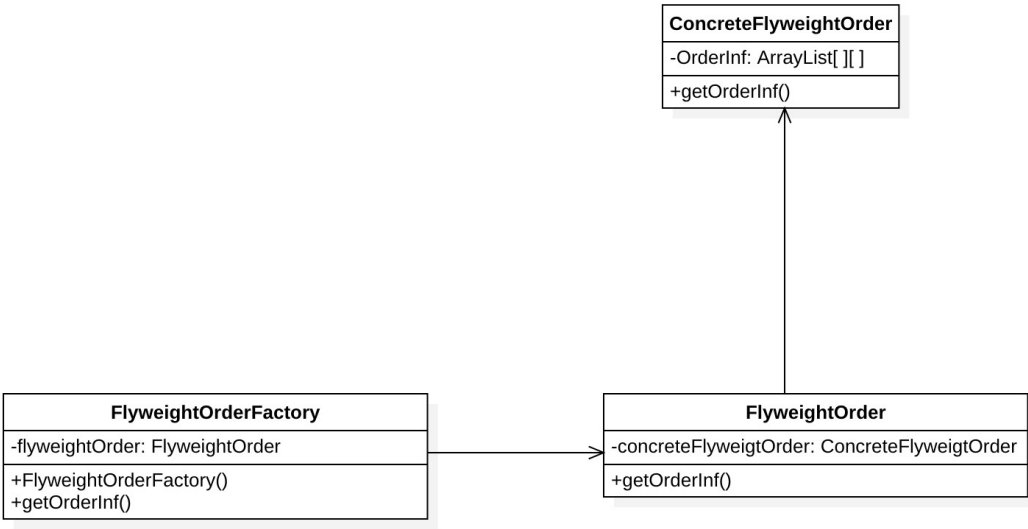 ConcreteFlyweightOrder
-OrderInf: ArrayList[ ][ ]
+getOrderInf()
FlyweightOrderFactory
-flyweightOrder: FlyweightOrder
+FlyweightOrderFactory()
+getOrderInf()
FlyweightOrder
-concreteFlyweigtOrder: ConcreteFlyweigtOrder
+getOrderInf()